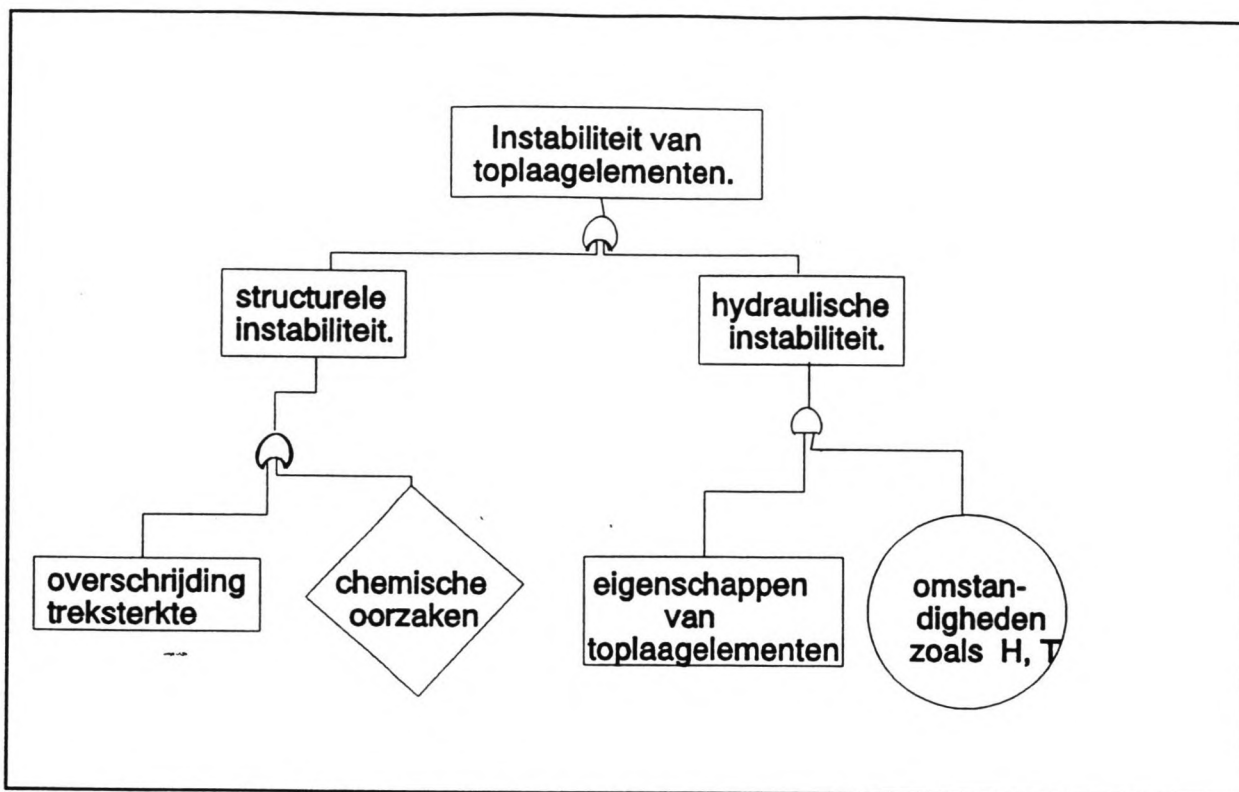 Instabiliteit van
toplaagelementen.
structurele
instabiliteit.
hydraulische
instabiliteit.
overschrijding
treksterkte
chemische
oorzaken
eigenschappen
van
toplaagelementen
omstan-
digheden
zoals H, T